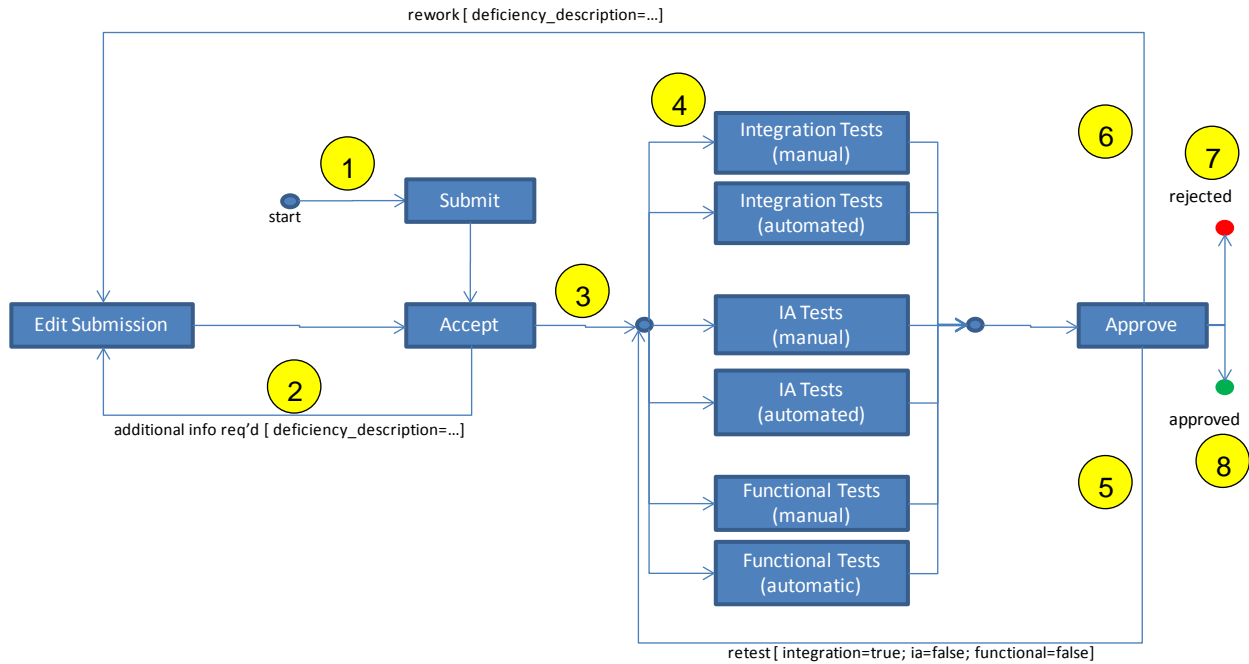 rework [ deficiency_description=...]
4
Integration Tests
(manual)
6
7
1
Submit
start
Integration Tests
(automated)
rejected
3
Edit Submission
Accept
IA Tests
(manual)
Approve
2
IA Tests
(automated)
additional info req’d [ deficiency_description=...]
approved
8
5
Functional Tests
(manual)
Functional Tests
(automatic)
retest [ integration=true; ia=false; functional=false]